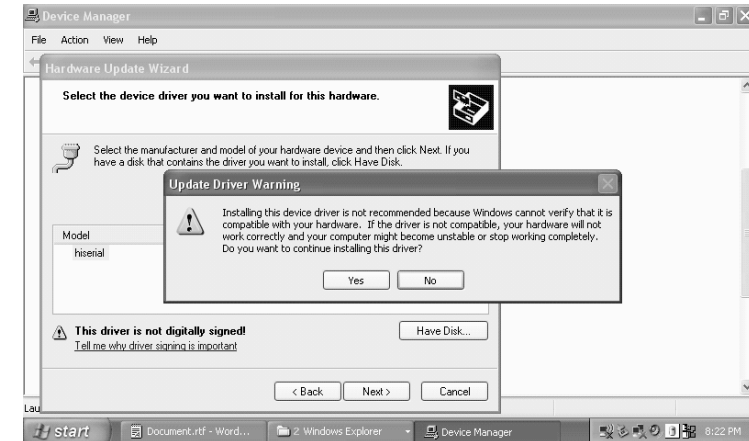 Device Manager
File Action View Help
Hardware Update Wizard
Select the device driver you want to install for this hardware.
Select the manufacturer and model of your hardware device and then click Next. If you
have a disk that contains the driver you want to install, click Have Disk.
Update Driver Warning
Installing this device driver is not recommended because Windows cannot verify that it is
compatible with your hardware. If the driver is not compatible, your hardware will not
work correctly and your computer might become unstable or stop working completely.
Do you want to continue installing this driver?
Yes No
Model
hiserial
This driver is not digitally signed!
Tell me why driver signing is important
Have Disk...
< Back Next > Cancel
Lau
start Document.rtf - Word... 2 Windows Explorer Device Manager 8:22 PM